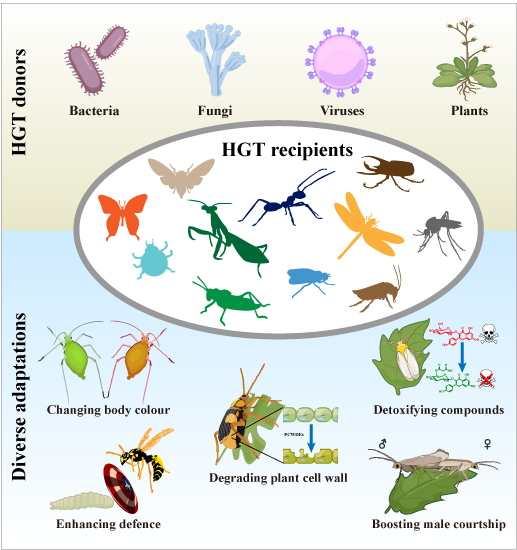 HGT donors
Bacteria
Fungi
Viruses
Plants
HGT recipients
Diverse adaptations
Changing body colour
PCWDEs
Degrading plant cell wall
Detoxifying compounds
Enhancing defence
♂
♀
Boosting male courtship